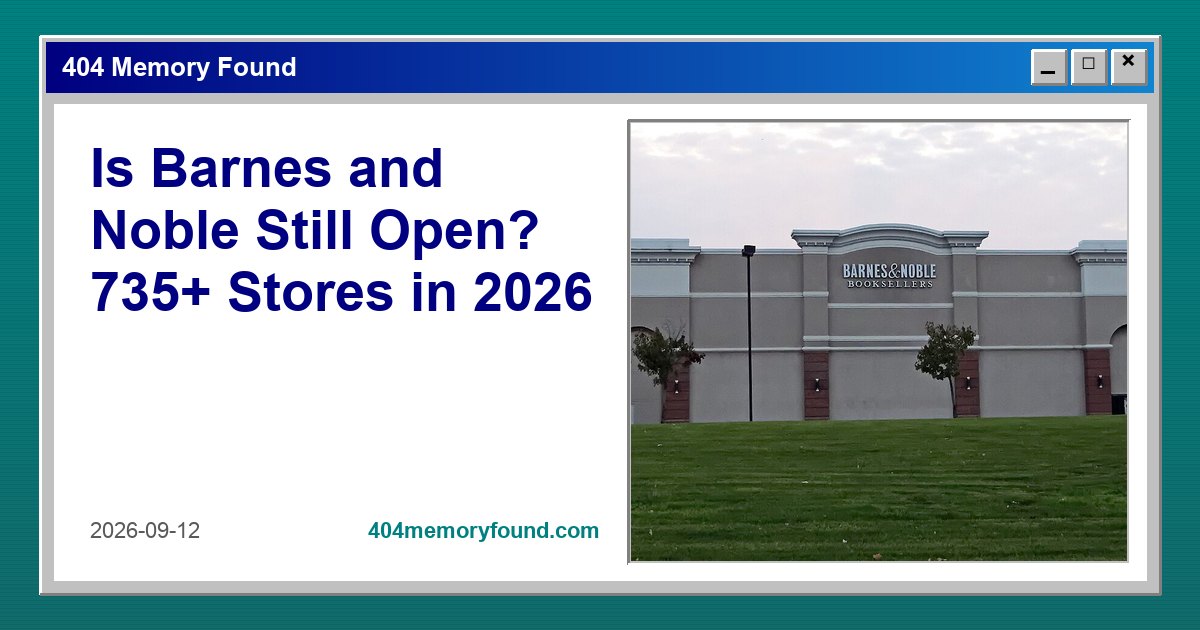 404 Memory Found
Is Barnes and
Noble Still Open?
735+ Stores in 2026
BARNES&NOBLE
BOOKSELLERS
2026-09-12
404memoryfound.com